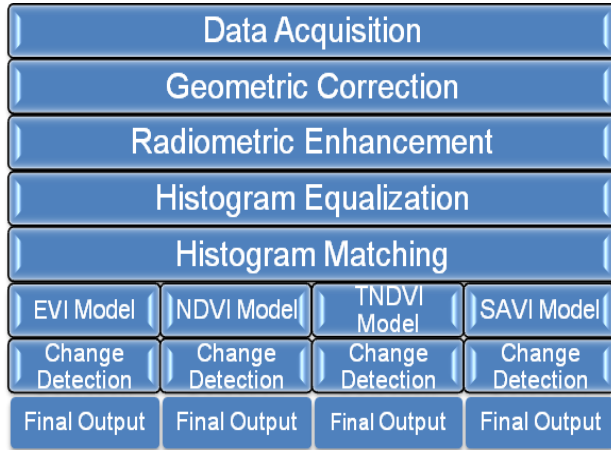 Data Acquisition
Geometric Correction
Radiometric Enhancement
Histogram Equalization
Histogram Matching
EVI Model
NDVI Model
TNDVI
Model
SAVI Model
Change
Detection
Change
Detection
Change
Detection
Change
Detection
Final Output
Final Output
Final Output
Final Output